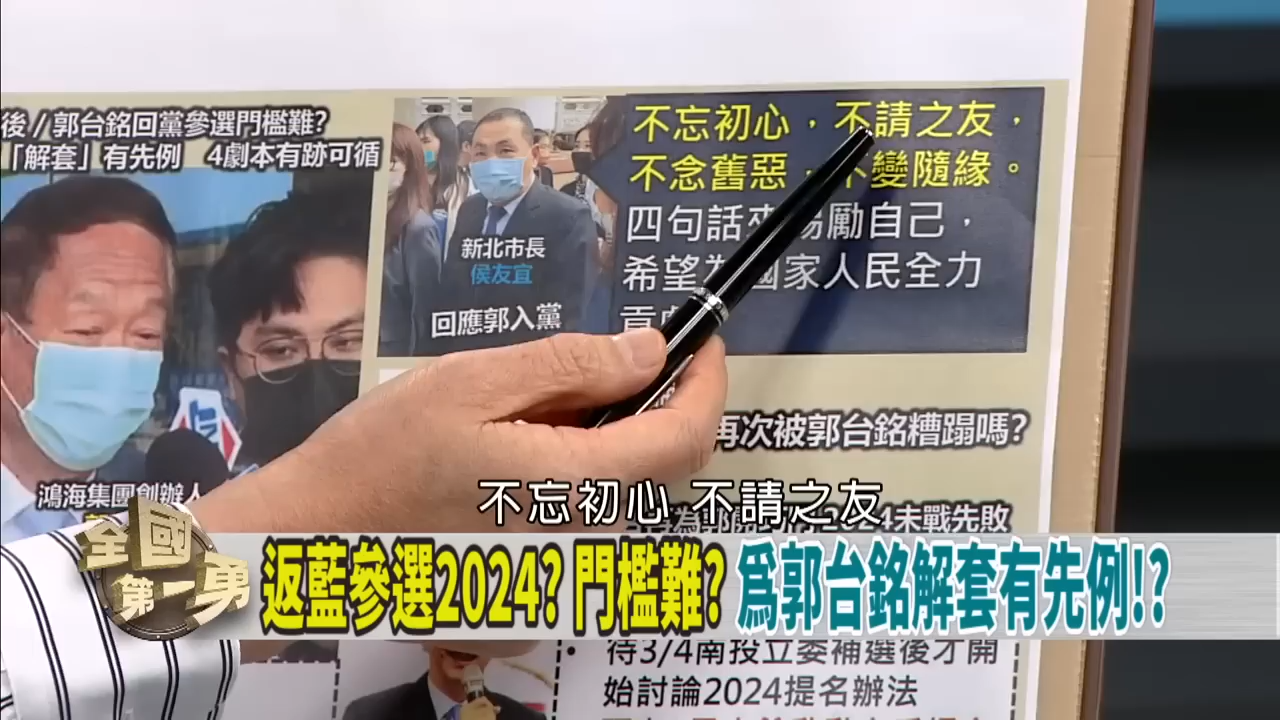 後/郭台銘回黨參選門檻難?
「解套」有先例 4劇本有跡可循
不忘初心，不請之友，
不念舊惡，不變隨緣。
四句話來惕勵自己，
希望為國家人民全力
新北市長
侯友宜
回應郭入黨
再次被郭台銘糟蹋嗎?
鴻海集團創辦人
2024未戰先敗
不忘初心 不請之友
全國第一勇
返藍參選2024? 門檻難? 為郭台銘解套有先例!?
• 待3/4南投立委補選後才開
始討論2024提名辦法